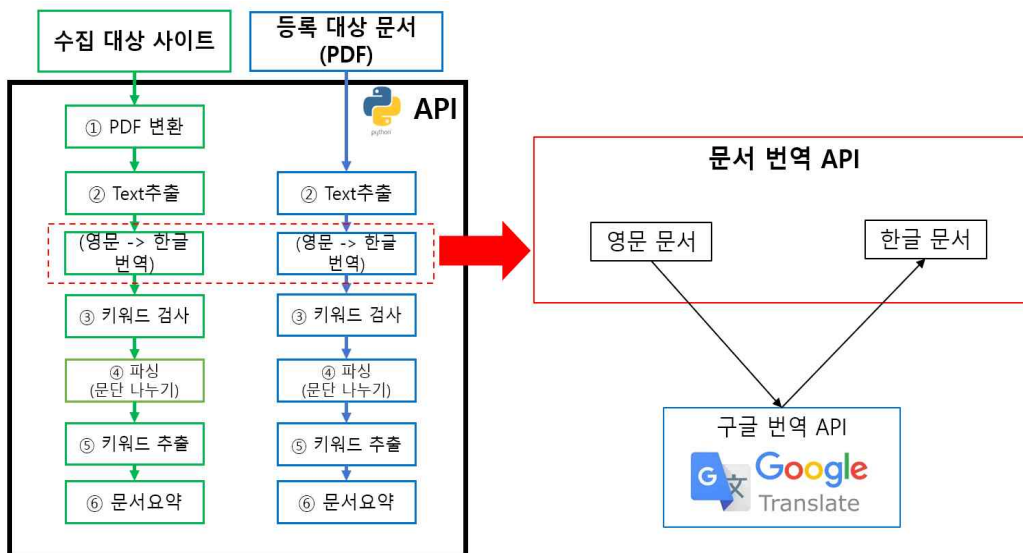 수집 대상 사이트
등록 대상 문서
(PDF)
python
API
① PDF 변환
② Text추출
(영문 -> 한글
번역)
③ 키워드 검사
④ 파싱
(문단 나누기)
⑤ 키워드 추출
⑥ 문서요약
② Text추출
(영문 -> 한글
번역)
③ 키워드 검사
④ 파싱
(문단 나누기)
⑤ 키워드 추출
⑥ 문서요약
문서 번역 API
영문 문서
한글 문서
구글 번역 API
G
文
Google
Translate